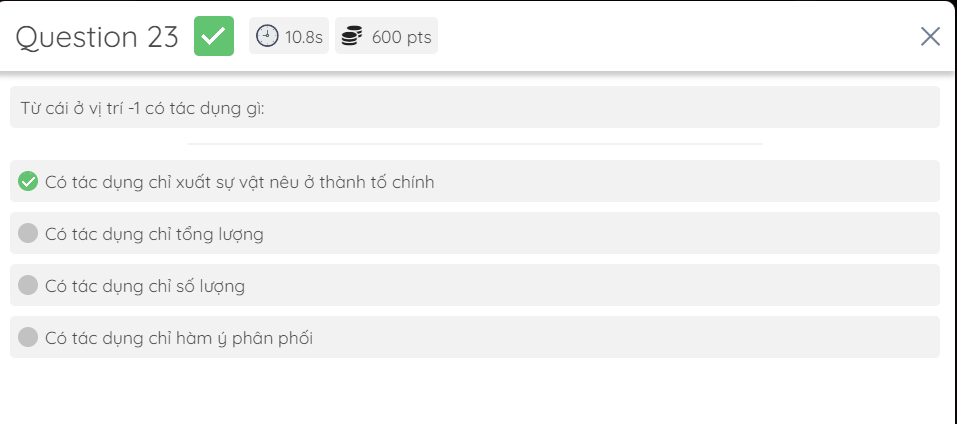 Question 23
10.8s
600 pts
Từ cái ở vị trí -1 có tác dụng gì:
Có tác dụng chỉ xuất sự vật nêu ở thành tố chính
Có tác dụng chỉ tổng lượng
Có tác dụng chỉ số lượng
Có tác dụng chỉ hàm ý phân phối